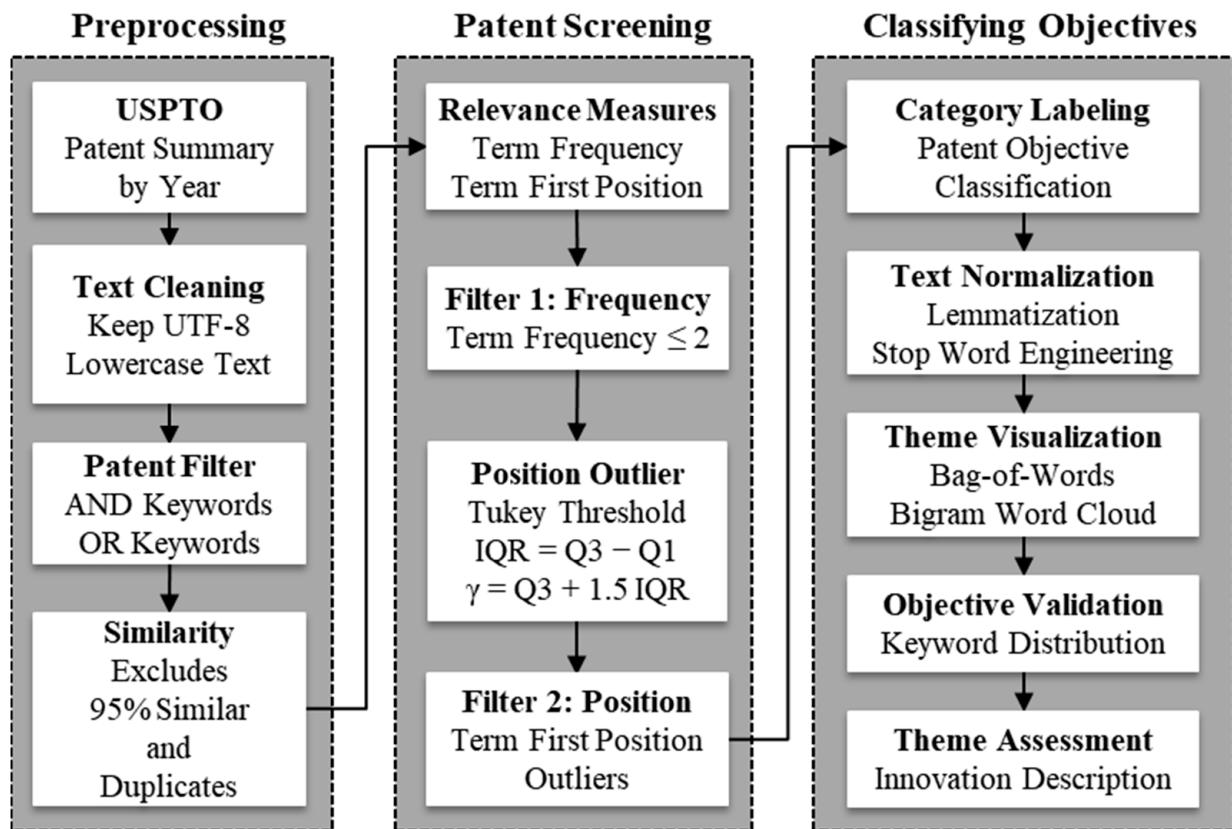 Preprocessing
USPTO
Patent Summary
by Year
Text Cleaning
Keep UTF-8
Lowercase Text
Patent Filter
AND Keywords
OR Keywords
Similarity
Excludes
95% Similar
and
Duplicates
Patent Screening
Relevance Measures
Term Frequency
Term First Position
Filter 1: Frequency
Term Frequency ≤ 2
Position Outlier
Tukey Threshold
IQR = Q3 − Q1
γ = Q3 + 1.5 IQR
Filter 2: Position
Term First Position
Outliers
Classifying Objectives
Category Labeling
Patent Objective
Classification
Text Normalization
Lemmatization
Stop Word Engineering
Theme Visualization
Bag-of-Words
Bigram Word Cloud
Objective Validation
Keyword Distribution
Theme Assessment
Innovation Description